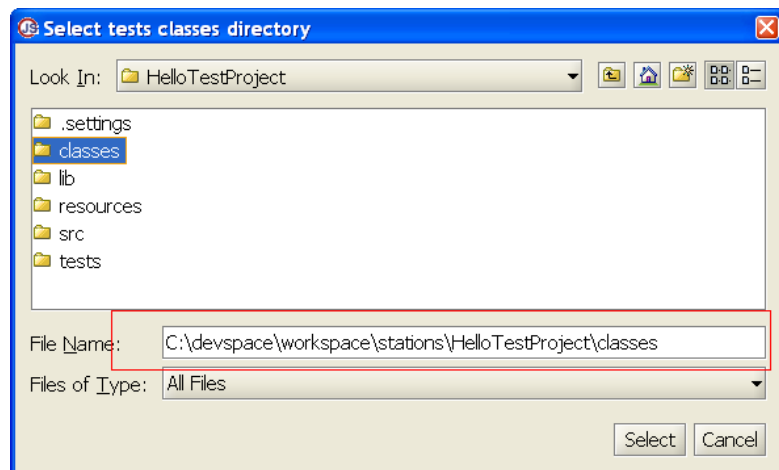 JS Select tests classes directory
Look In: HelloTestProject
.settings
classes
lib
resources
src
tests
File Name: C:\devspace\workspace\stations\HelloTestProject\classes
Files of Type: All Files
Select Cancel